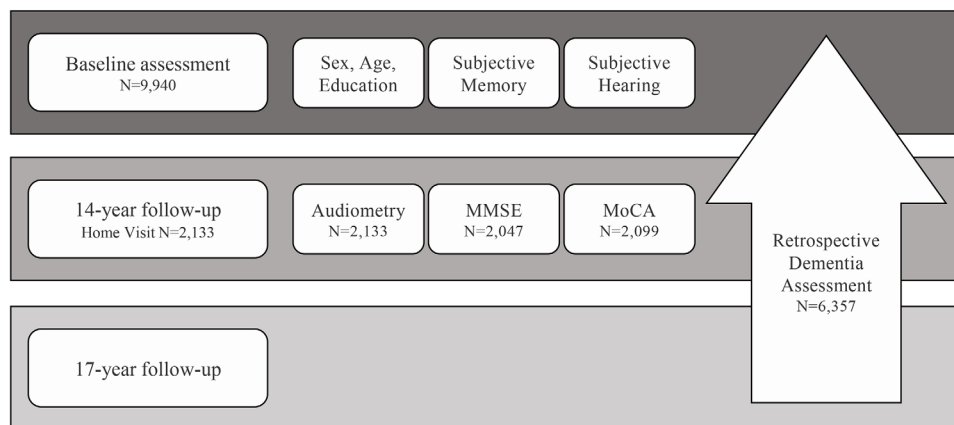 Baseline assessment
N=9,940
Sex, Age,
Education
Subjective
Memory
Subjective
Hearing
14-year follow-up
Home Visit N=2,133
Audiometry
N=2,133
MMSE
N=2,047
MoCA
N=2,099
Retrospective
Dementia
Assessment
N=6,357
17-year follow-up